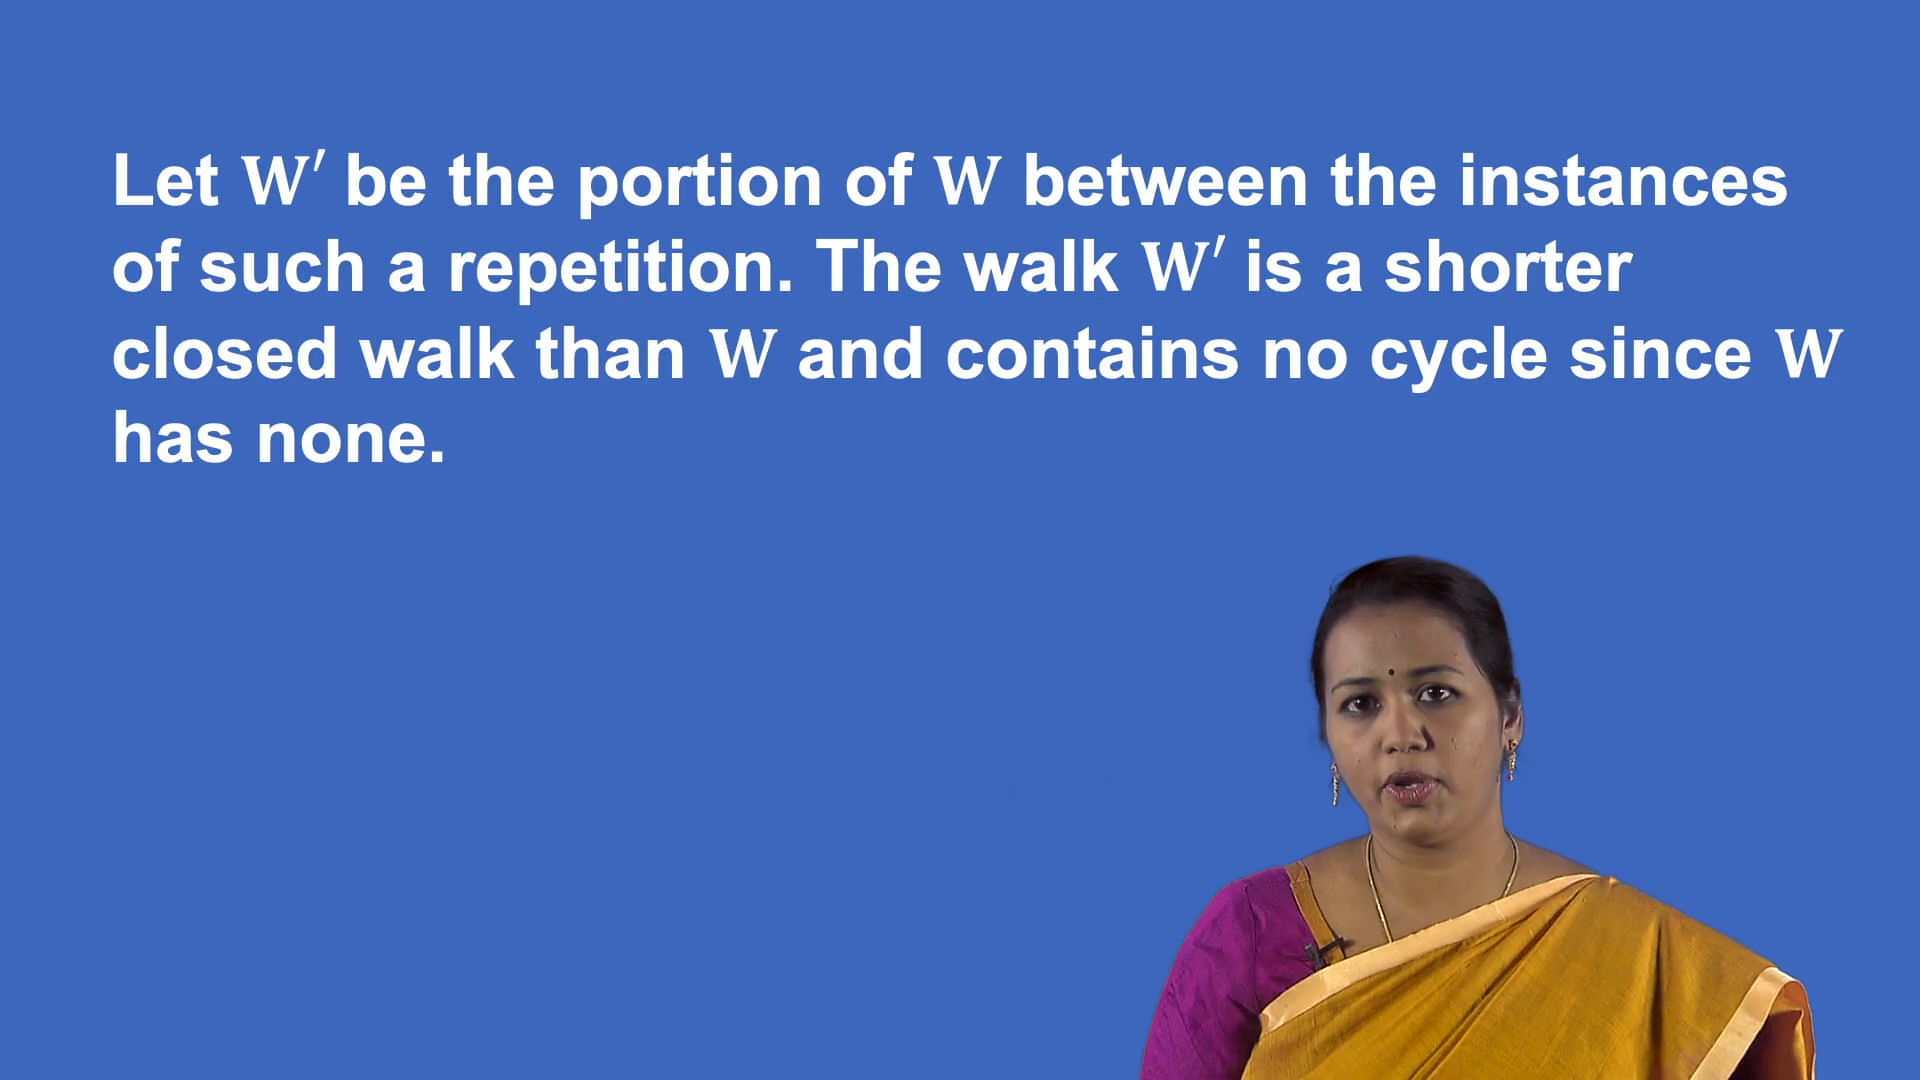 Let W′ be the portion of W between the instances
of such a repetition. The walk W′ is a shorter
closed walk than W and contains no cycle since W
has none.